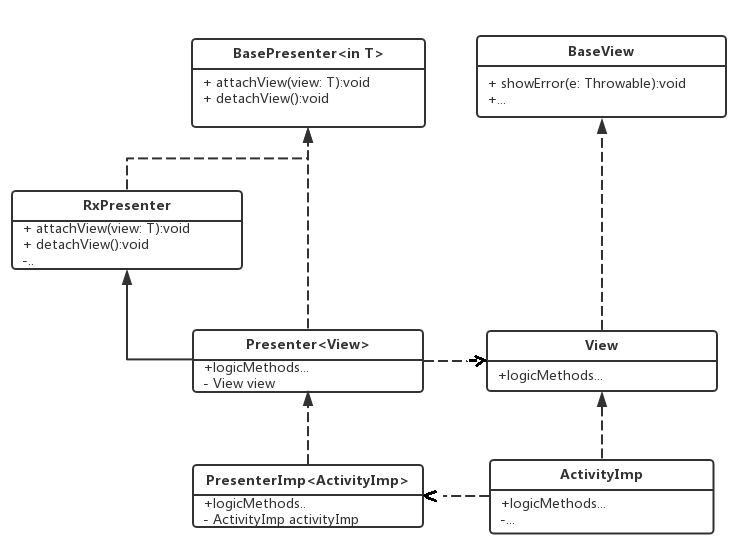 BasePresenter<in T>
+ attachView(view: T):void
+ detachView():void
BaseView
+ showError(e: Throwable):void
+...
RxPresenter
+ attachView(view: T):void
+ detachView():void
-..
Presenter<View>
+logicMethods...
- View view
View
+logicMethods...
PresenterImp<ActivityImp>
+logicMethods..
- ActivityImp activityImp
ActivityImp
+logicMethods...
-...